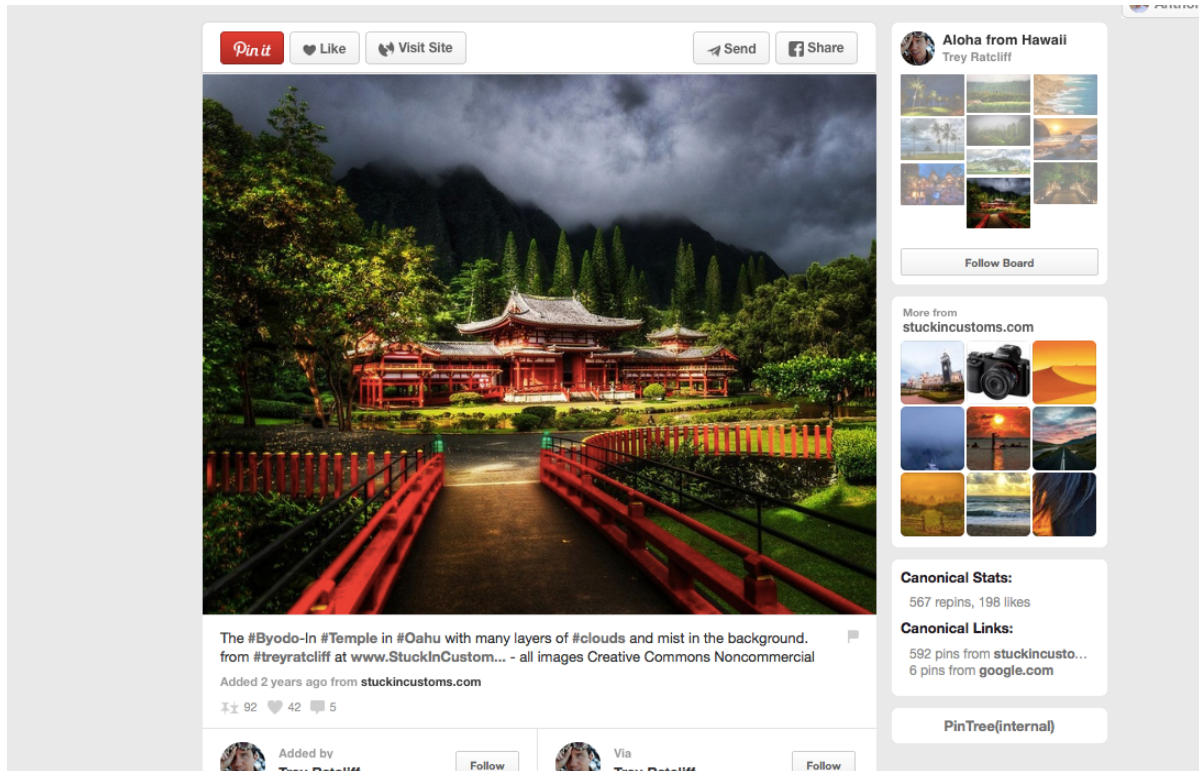 Pin it
Like
Visit Site
Send
Share
The #Byodo-In #Temple in #Oahu with many layers of #clouds and mist in the background.
from #treyratcliff at www.StuckInCustom... - all images Creative Commons Noncommercial
Added 2 years ago from stuckincustoms.com
92
42
5
Added by
Trey Ratcliff
Follow
Via
Trey Ratcliff
Follow
Aloha from Hawaii
Trey Ratcliff
Follow Board
More from
stuckincustoms.com
Canonical Stats:
567 repins, 198 likes
Canonical Links:
592 pins from stuckincusto...
6 pins from google.com
PinTree(internal)